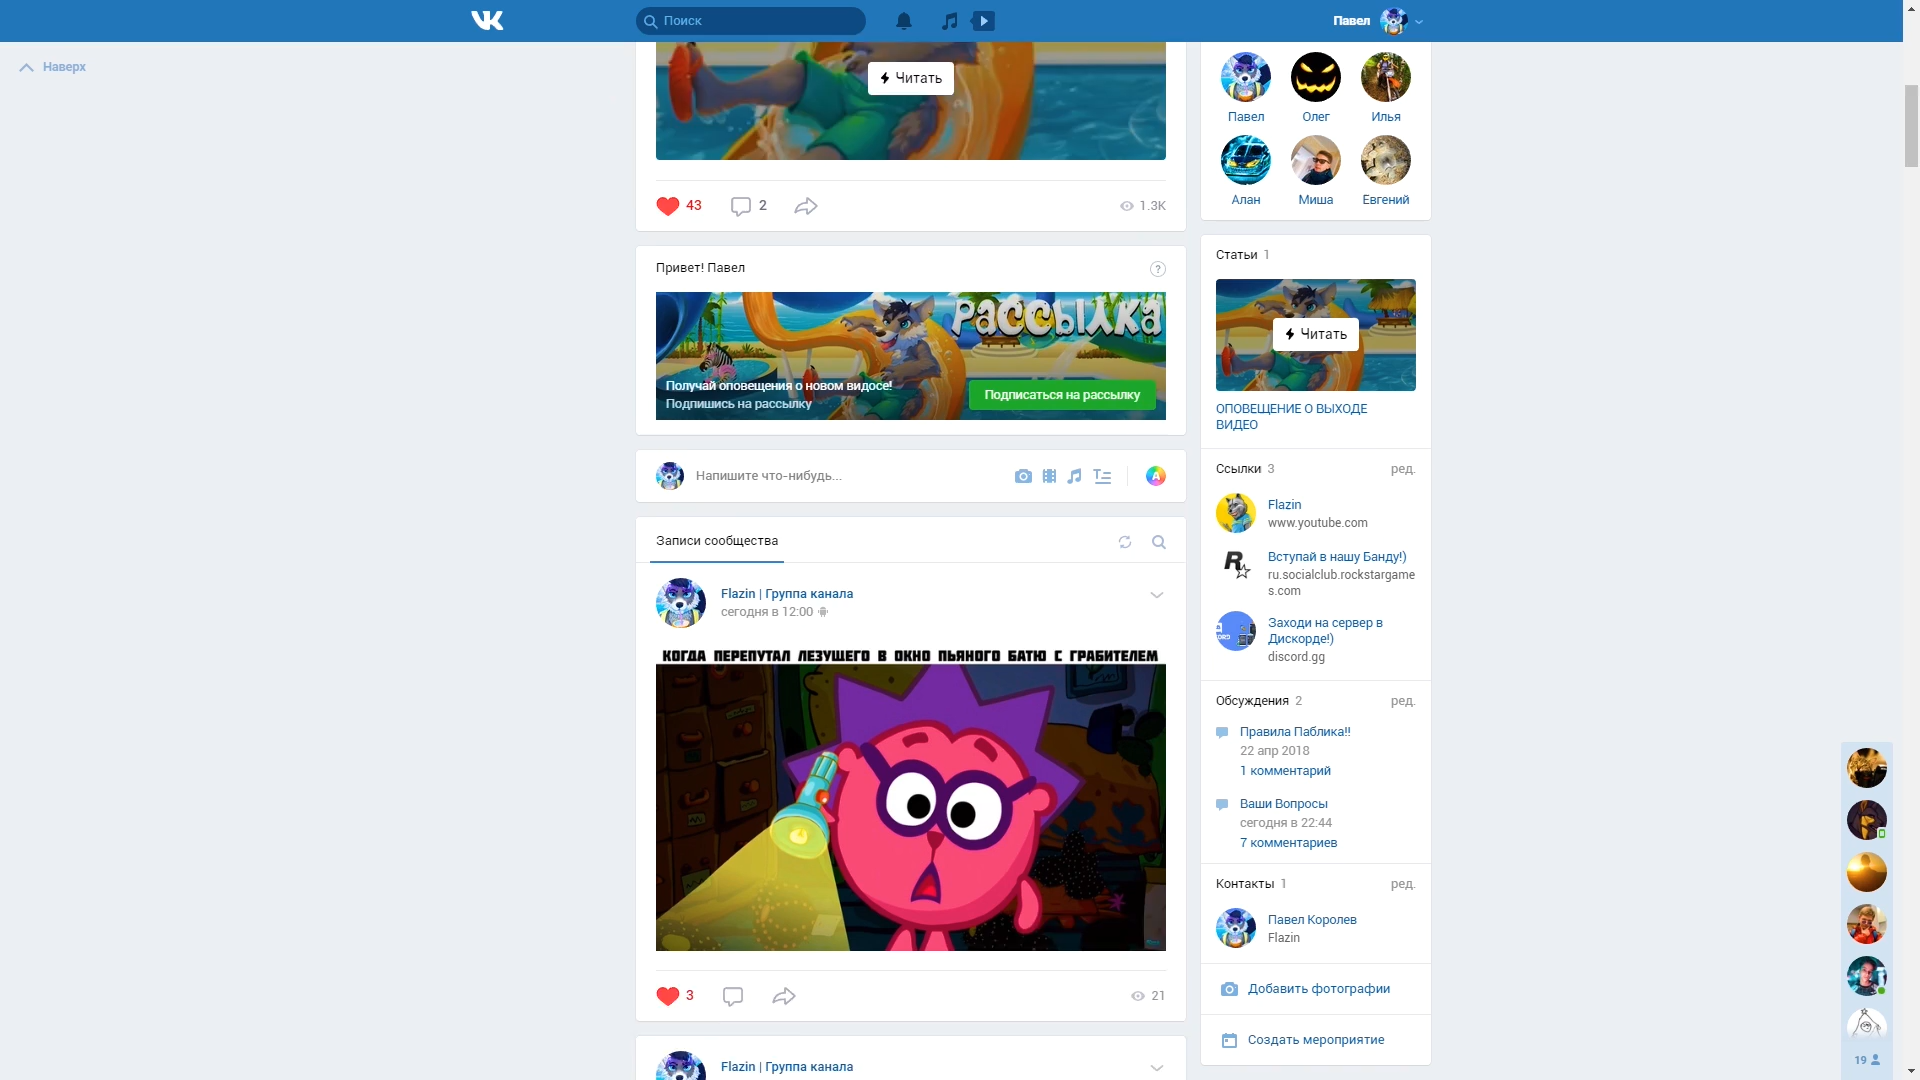 Поиск
Павел
Наверх
Читать
43
2
1.3K
Привет! Павел
?
РАССЫЛКА
Получай оповещения о новом видосе!
Подпишись на рассылку
Подписаться на рассылку
Напишите что-нибудь...
A
Записи сообщества
Flazin | Группа канала
сегодня в 12:00
КОГДА ПЕРЕПУТАЛ ЛЕЗУЩЕГО В ОКНО ПЬЯНОГО БАТЮ С ГРАБИТЕЛЕМ
3
21
Flazin | Группа канала
Павел
Олег
Илья
Алан
Миша
Евгений
Статьи 1
Читать
ОПОВЕЩЕНИЕ О ВЫХОДЕ
ВИДЕО
Ссылки 3
ред.
Flazin
www.youtube.com
R
Вступай в нашу Банду!)
ru.socialclub.rockstargame
s.com
Заходи на сервер в
Дискорде!)
discord.gg
Обсуждения 2
ред.
Правила Паблика!!
22 апр 2018
1 комментарий
Ваши Вопросы
сегодня в 22:44
7 комментариев
Контакты 1
ред.
Павел Королев
Flazin
Добавить фотографии
Создать мероприятие
19